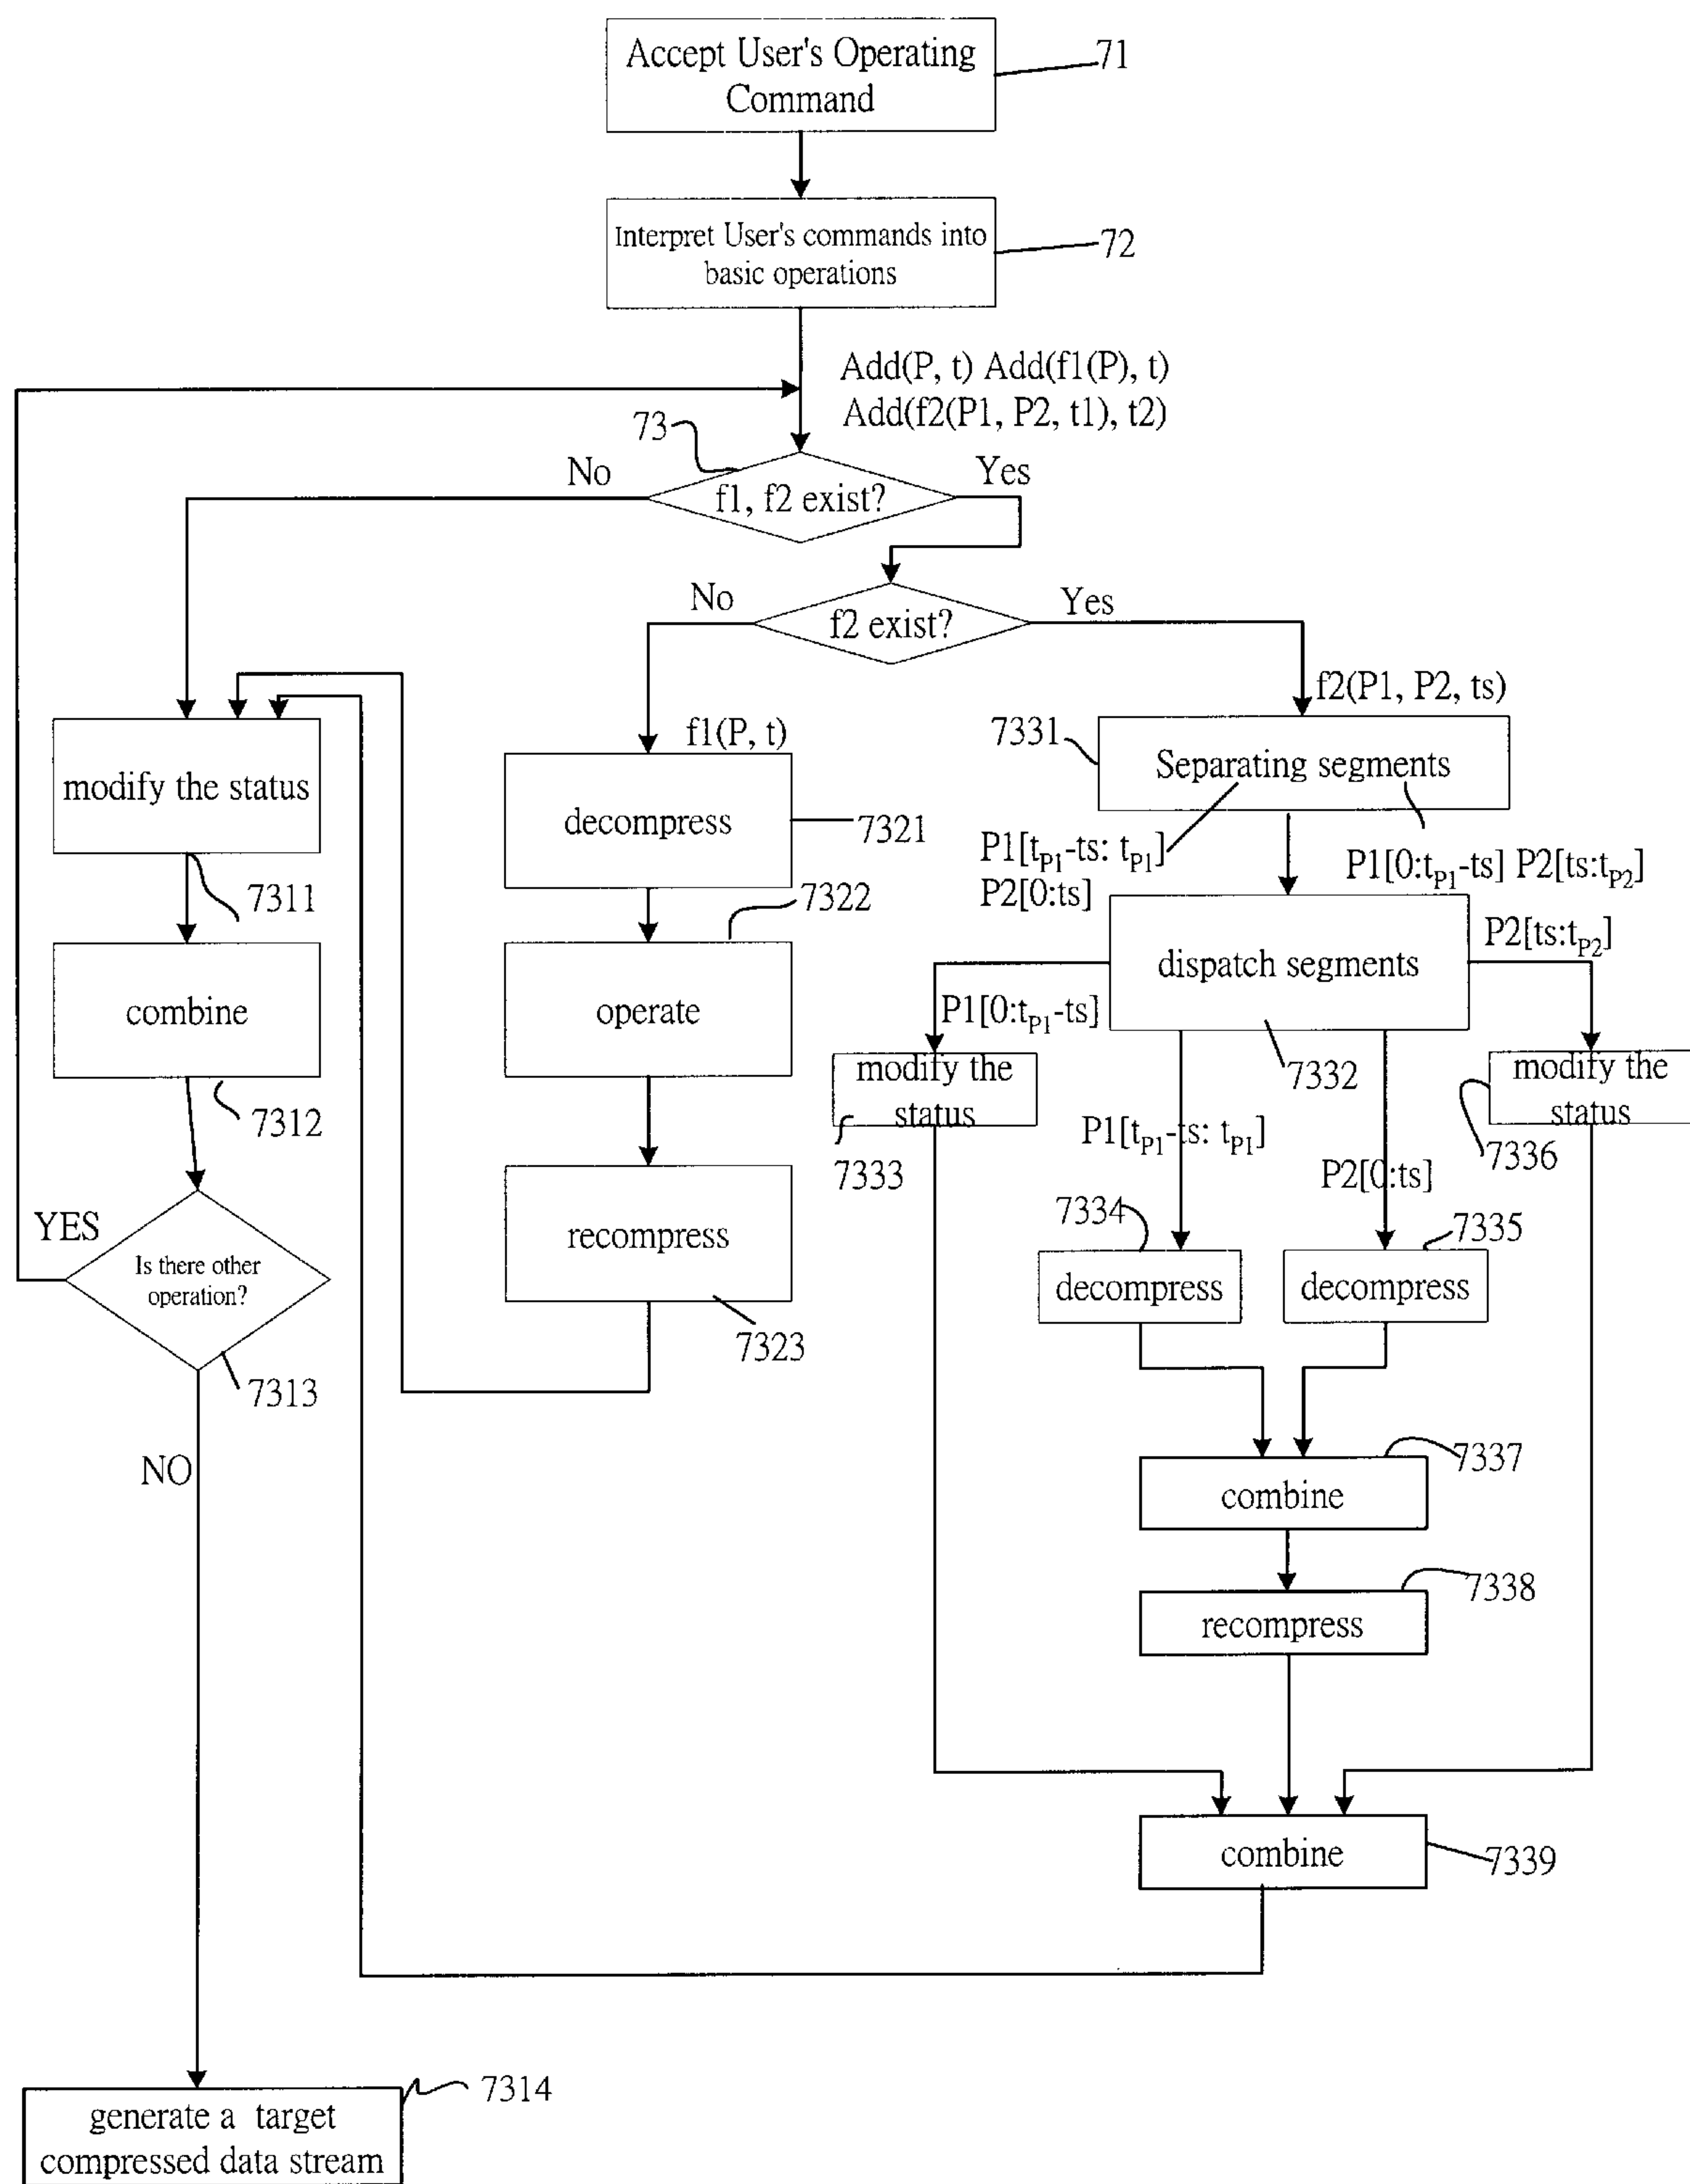 Accept User's Operating
Command
71
Interpret User's commands into
basic operations
72
Add(P, t) Add(f1(P), t)
Add(f2(P1, P2, t1), t2)
73
No
Yes
f1, f2 exist?
No
Yes
f2 exist?
f2(P1, P2, ts)
f1(P, t)
7331
modify the status
Separating segments
decompress
7321
P1[tP1-ts: tP1]
P2[0:ts]
P1[0:tP1-ts] P2[ts:tP2]
7311
7322
P2[ts:tP2]
dispatch segments
combine
operate
P1[0:tP1-ts]
7332
modify the
status
modify the
status
7312
P1[tP1-ts: tP1]
7333
7336
P2[0:ts]
YES
recompress
7334
7335
Is there other
operation?
decompress
decompress
7323
7313
NO
7337
combine
7338
recompress
combine
7339
7314
generate a target
compressed data stream